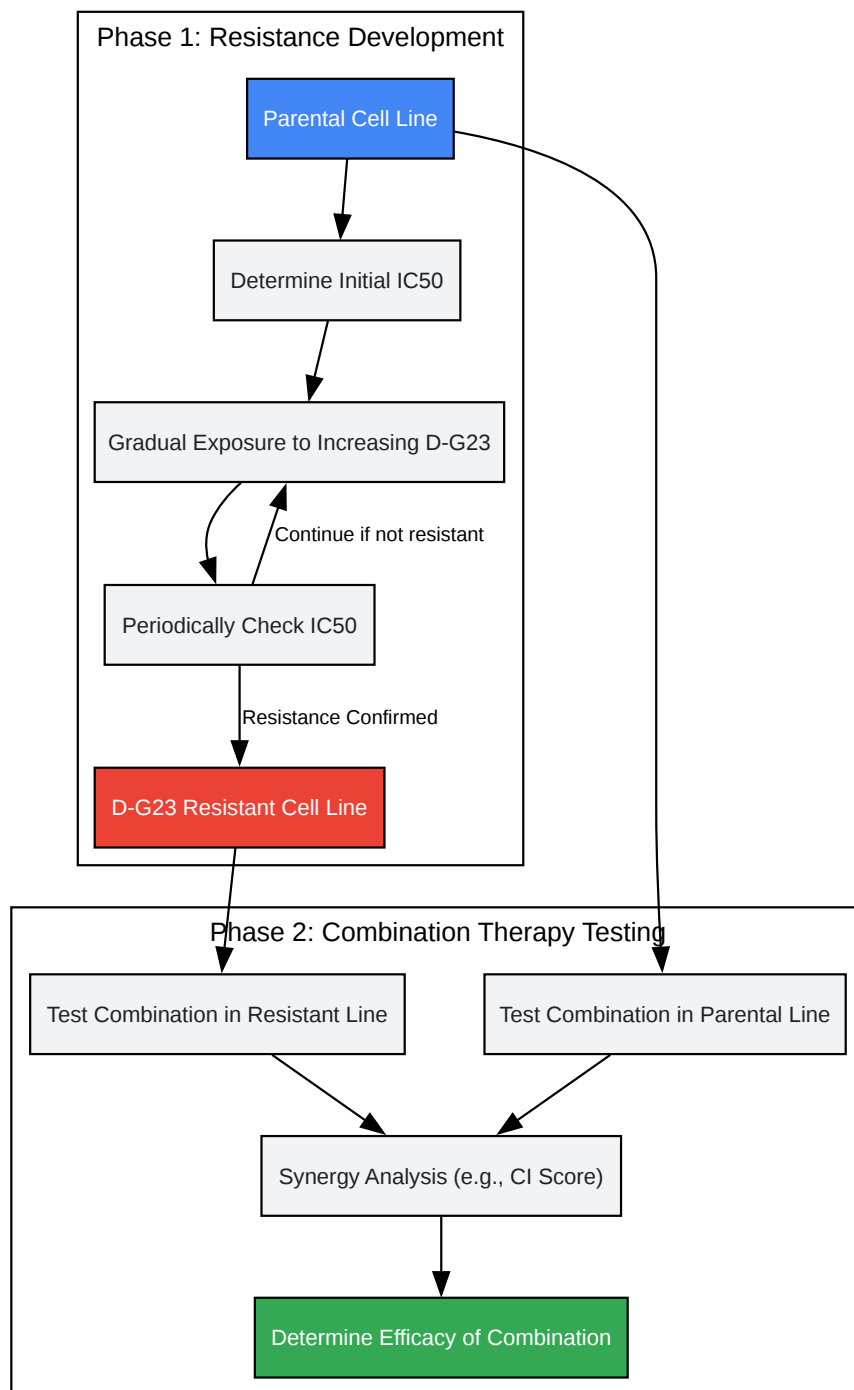 Phase 1: Resistance Development
Parental Cell Line
Determine Initial IC50
Gradual Exposure to Increasing D-G23
Continue if not resistant
Periodically Check IC50
Resistance Confirmed
D-G23 Resistant Cell Line
Phase 2: Combination Therapy Testing
Test Combination in Resistant Line
Test Combination in Parental Line
Synergy Analysis (e.g., CI Score)
Determine Efficacy of Combination